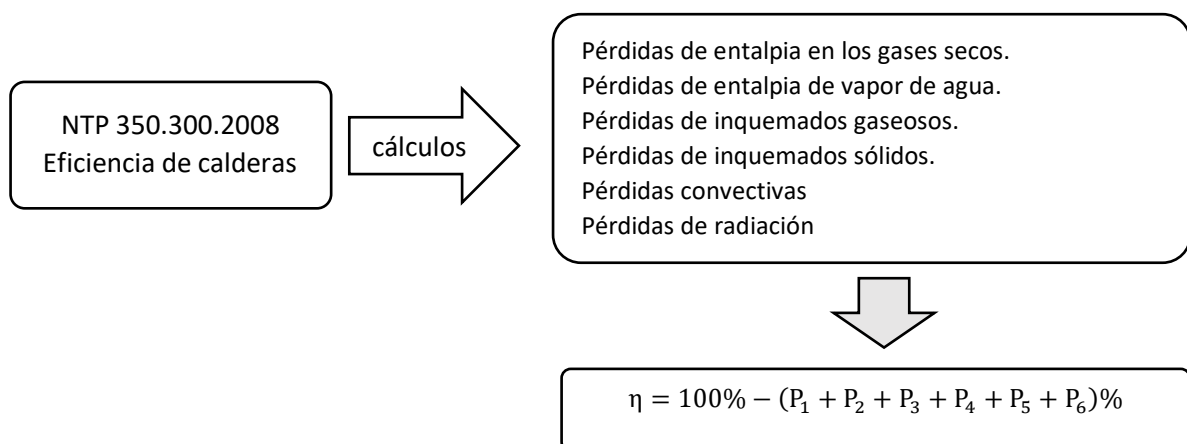 NTP 350.300.2008
Eficiencia de calderas
cálculos
Pérdidas de entalpia en los gases secos.
Pérdidas de entalpia de vapor de agua.
Pérdidas de inquemados gaseosos.
Pérdidas de inquemados sólidos.
Pérdidas convectivas
Pérdidas de radiación
η = 100% − (P₁ + P₂ + P₃ + P₄ + P₅ + P₆)%